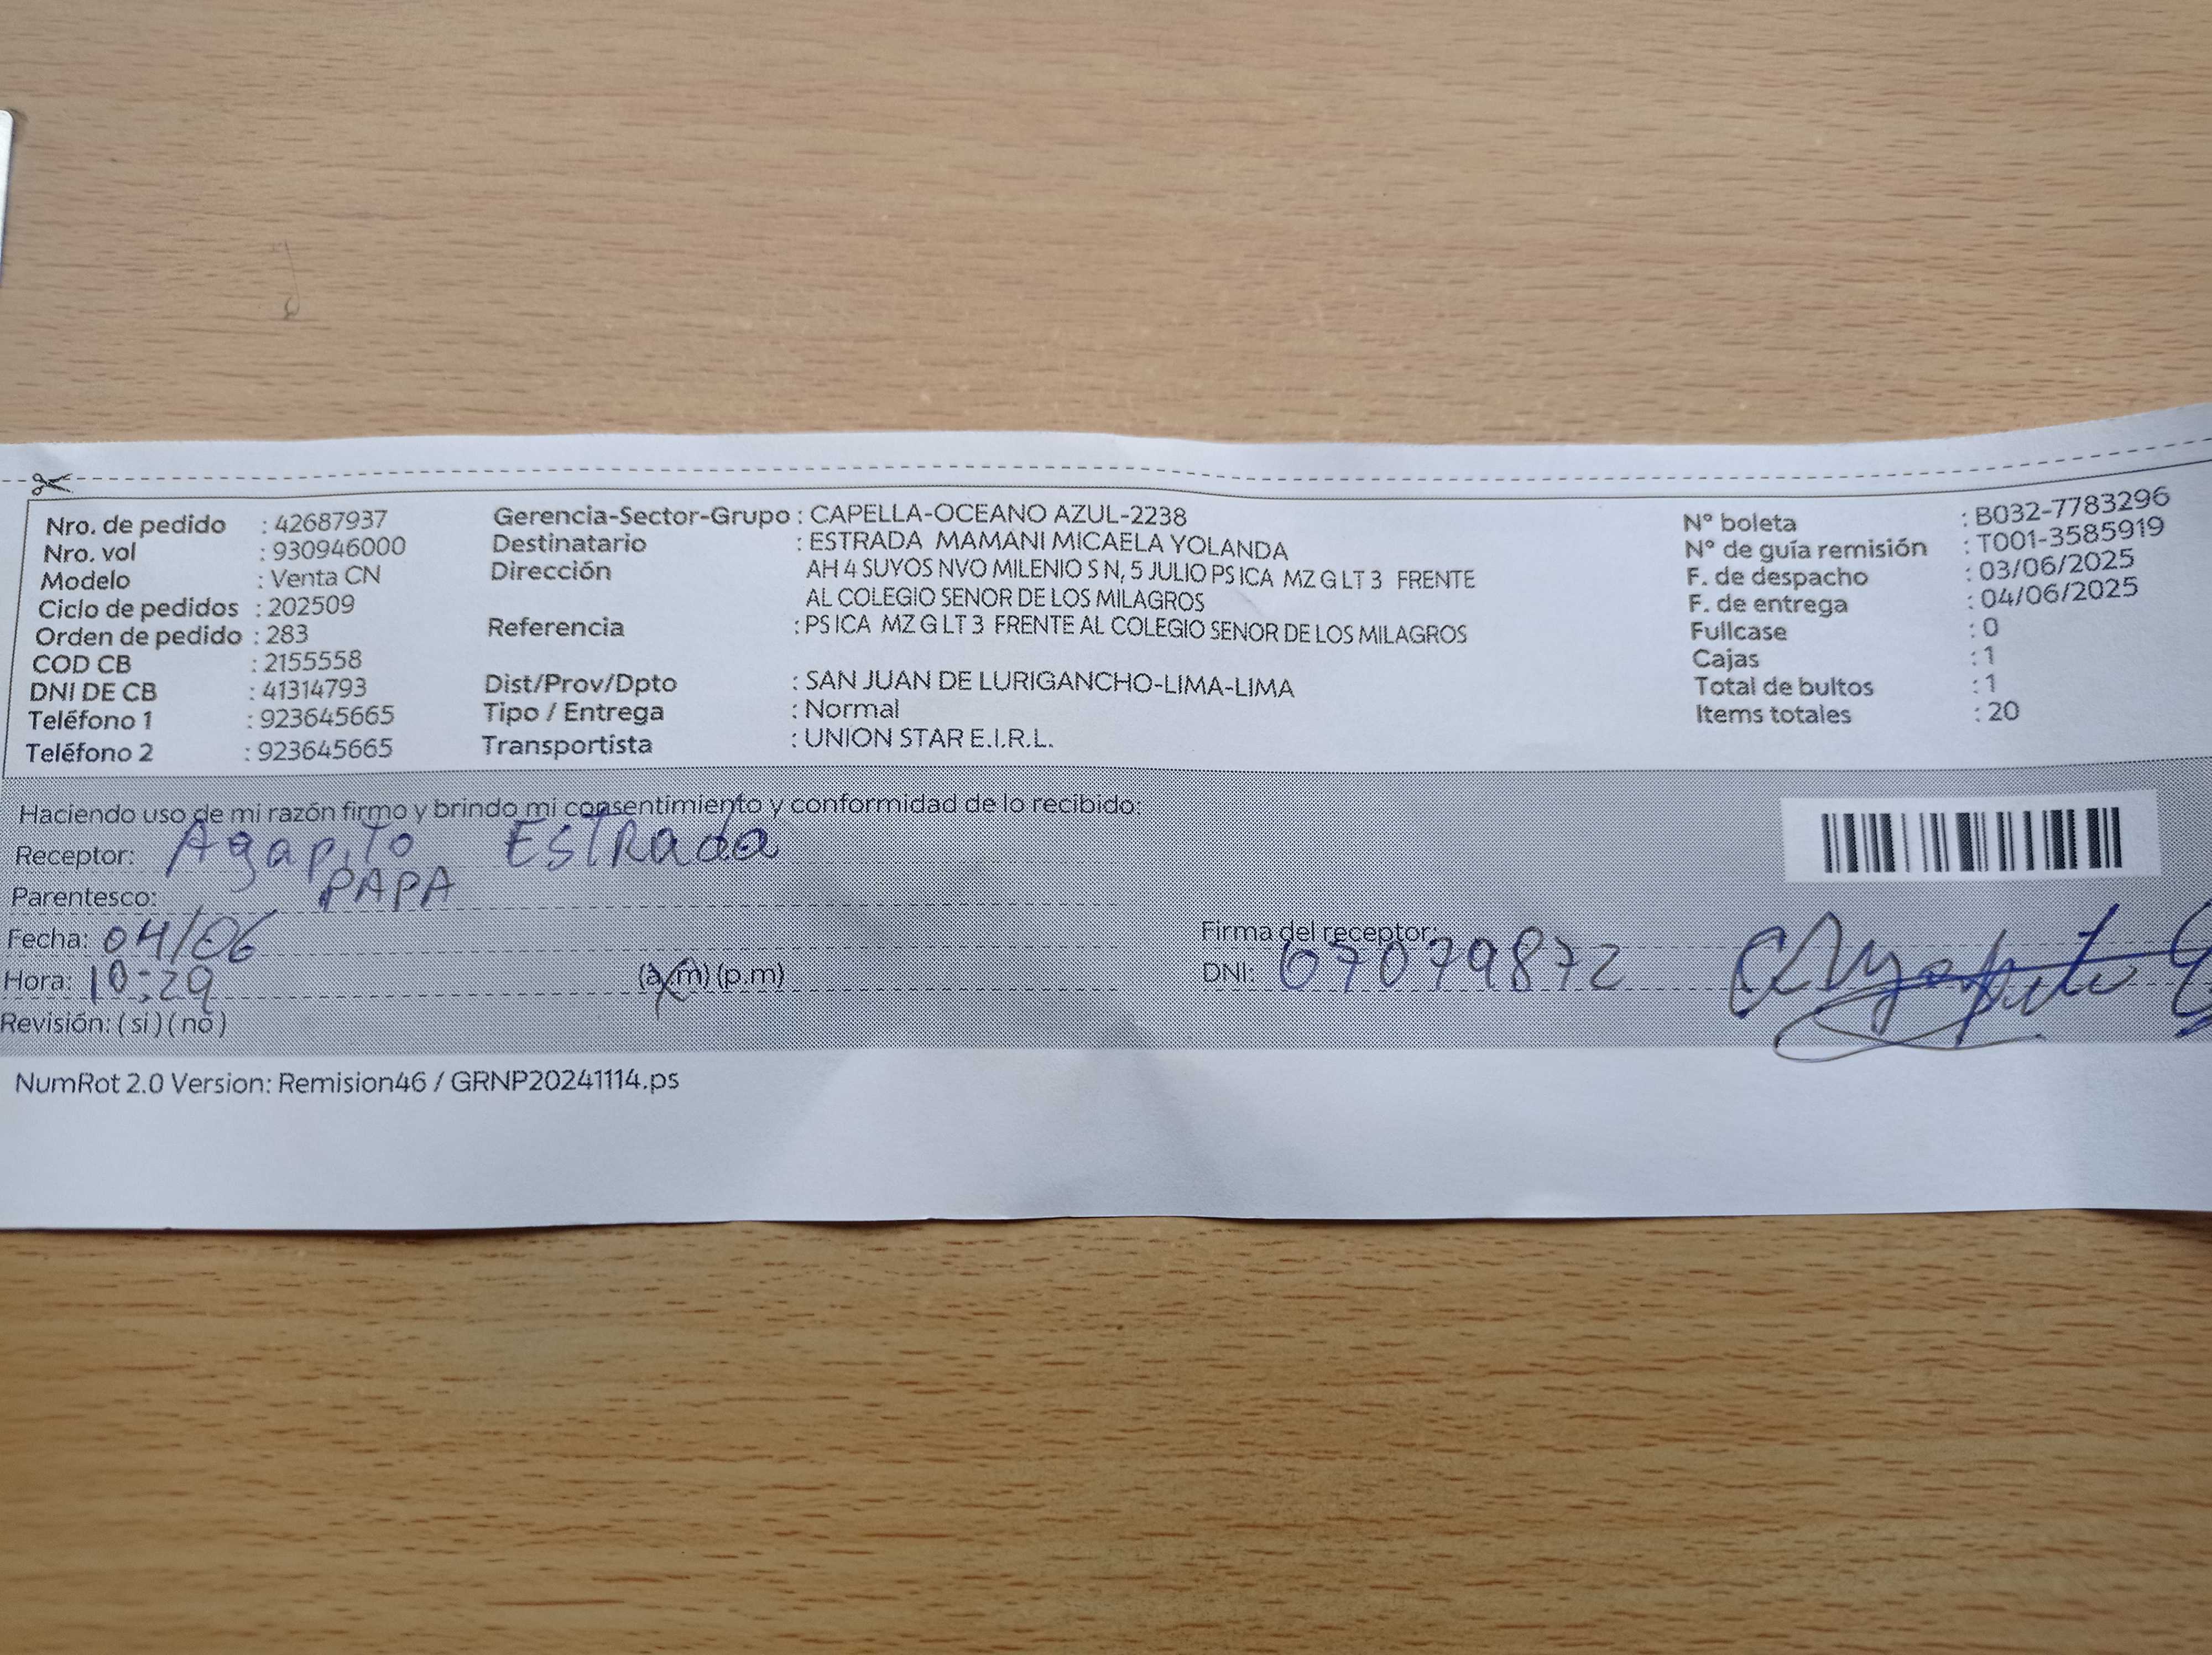 Nro. de pedido : 42687937
Nro. vol : 930946000
Modelo : Venta CN
Ciclo de pedidos : 202509
Orden de pedido : 283
COD CB : 2155558
DNI DE CB : 41314793
Teléfono 1 : 923645665
Teléfono 2 : 923645665
Gerencia-Sector-Grupo : CAPELLA-OCEANO AZUL-2238
Destinatario : ESTRADA MAMANI MICAELA YOLANDA
Dirección AH 4 SUYOS NVO MILENIO S N, 5 JULIO PS ICA MZ G LT 3 FRENTE
AL COLEGIO SENOR DE LOS MILAGROS
Referencia : PS ICA MZ G LT 3 FRENTE AL COLEGIO SENOR DE LOS MILAGROS
Dist/Prov/Dpto : SAN JUAN DE LURIGANCHO-LIMA-LIMA
Tipo / Entrega : Normal
Transportista : UNION STAR E.I.R.L.
N° boleta : B032-7783296
N° de guía remisión : T001-3585919
F. de despacho : 03/06/2025
F. de entrega : 04/06/2025
Fullcase : 0
Cajas : 1
Total de bultos : 1
Items totales : 20
Haciendo uso de mi razón firmo y brindo mi consentimiento y conformidad de lo recibido:
Receptor: Agapito Estrada
Parentesco: PAPA
Fecha: 04/06
Hora: 10:29 (a.m) (p.m)
Revisión: ( si ) ( no )
Firma del receptor: Agapito
DNI: 07079872
NumRot 2.0 Version: Remision46 / GRNP20241114.ps